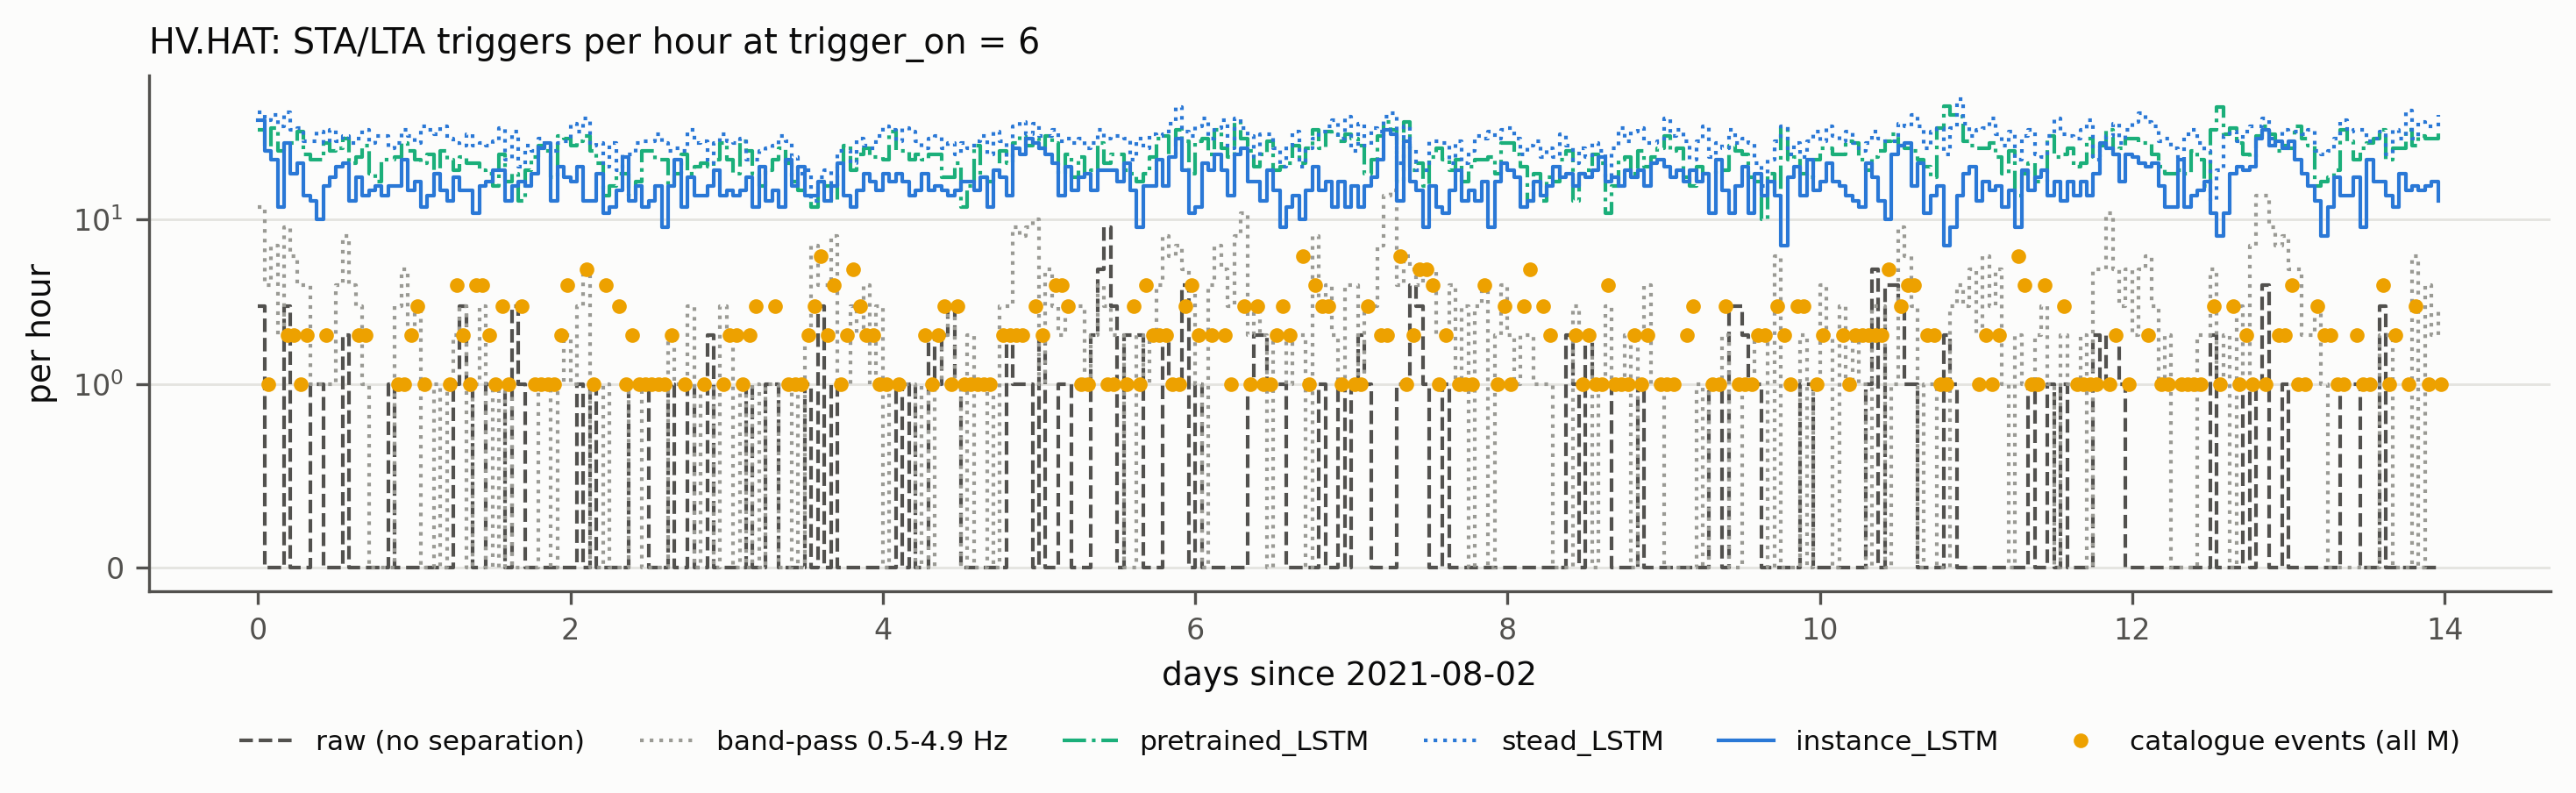 HV.HAT: STA/LTA triggers per hour at trigger_on = 6
per hour
10¹
10⁰
0
0 2 4 6 8 10 12 14
days since 2021-08-02
raw (no separation) band-pass 0.5-4.9 Hz pretrained_LSTM stead_LSTM instance_LSTM catalogue events (all M)